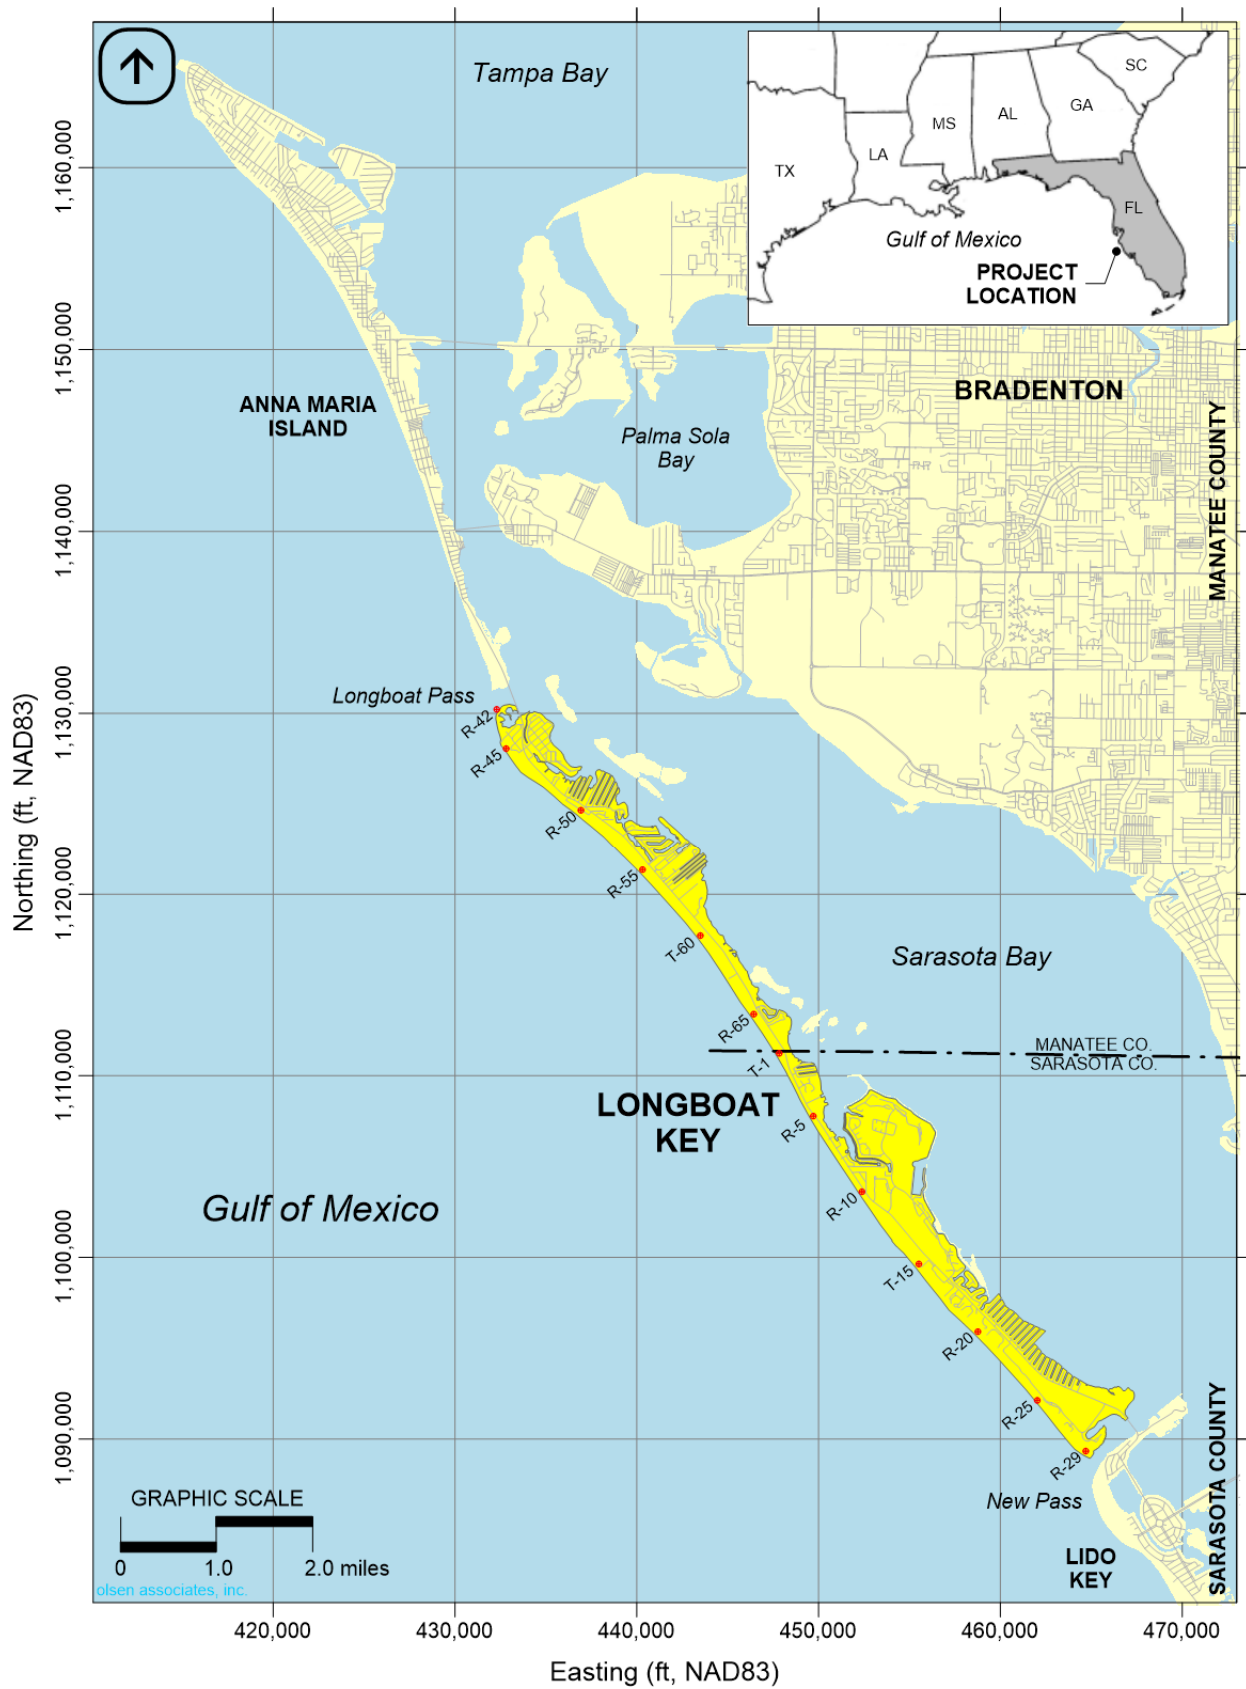 Tampa Bay
SC
GA
AL
MS
LA
TX
FL
Gulf of Mexico
PROJECT
LOCATION
1,160,000
1,150,000
1,140,000
1,130,000
1,120,000
1,110,000
1,100,000
1,090,000
Northing (ft, NAD83)
ANNA MARIA
ISLAND
BRADENTON
Palma Sola
Bay
MANATEE COUNTY
Longboat Pass
R-42
R-45
R-50
R-55
T-60
Sarasota Bay
R-65
MANATEE CO.
SARASOTA CO.
T-1
LONGBOAT
KEY
R-5
Gulf of Mexico
R-10
T-15
R-20
R-25
R-29
New Pass
SARASOTA COUNTY
LIDO
KEY
GRAPHIC SCALE
0 1.0 2.0 miles
olsen associates, inc.
420,000 430,000 440,000 450,000 460,000 470,000
Easting (ft, NAD83)